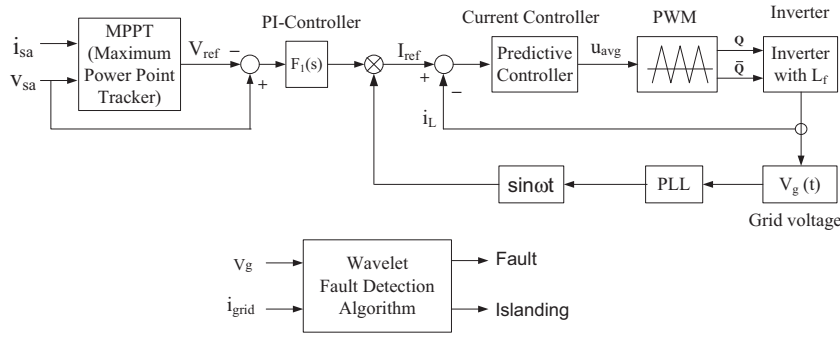 PI-Controller
Current Controller
PWM
Inverter
i_sa
v_sa
MPPT
(Maximum
Power Point
Tracker)
V_ref
−
+
F₁(s)
I_ref
+
−
Predictive
Controller
u_avg
Q
Q̄
Inverter
with L_f
i_L
sinωt
PLL
V_g (t)
Grid voltage
v_g
i_grid
Wavelet
Fault Detection
Algorithm
Fault
Islanding